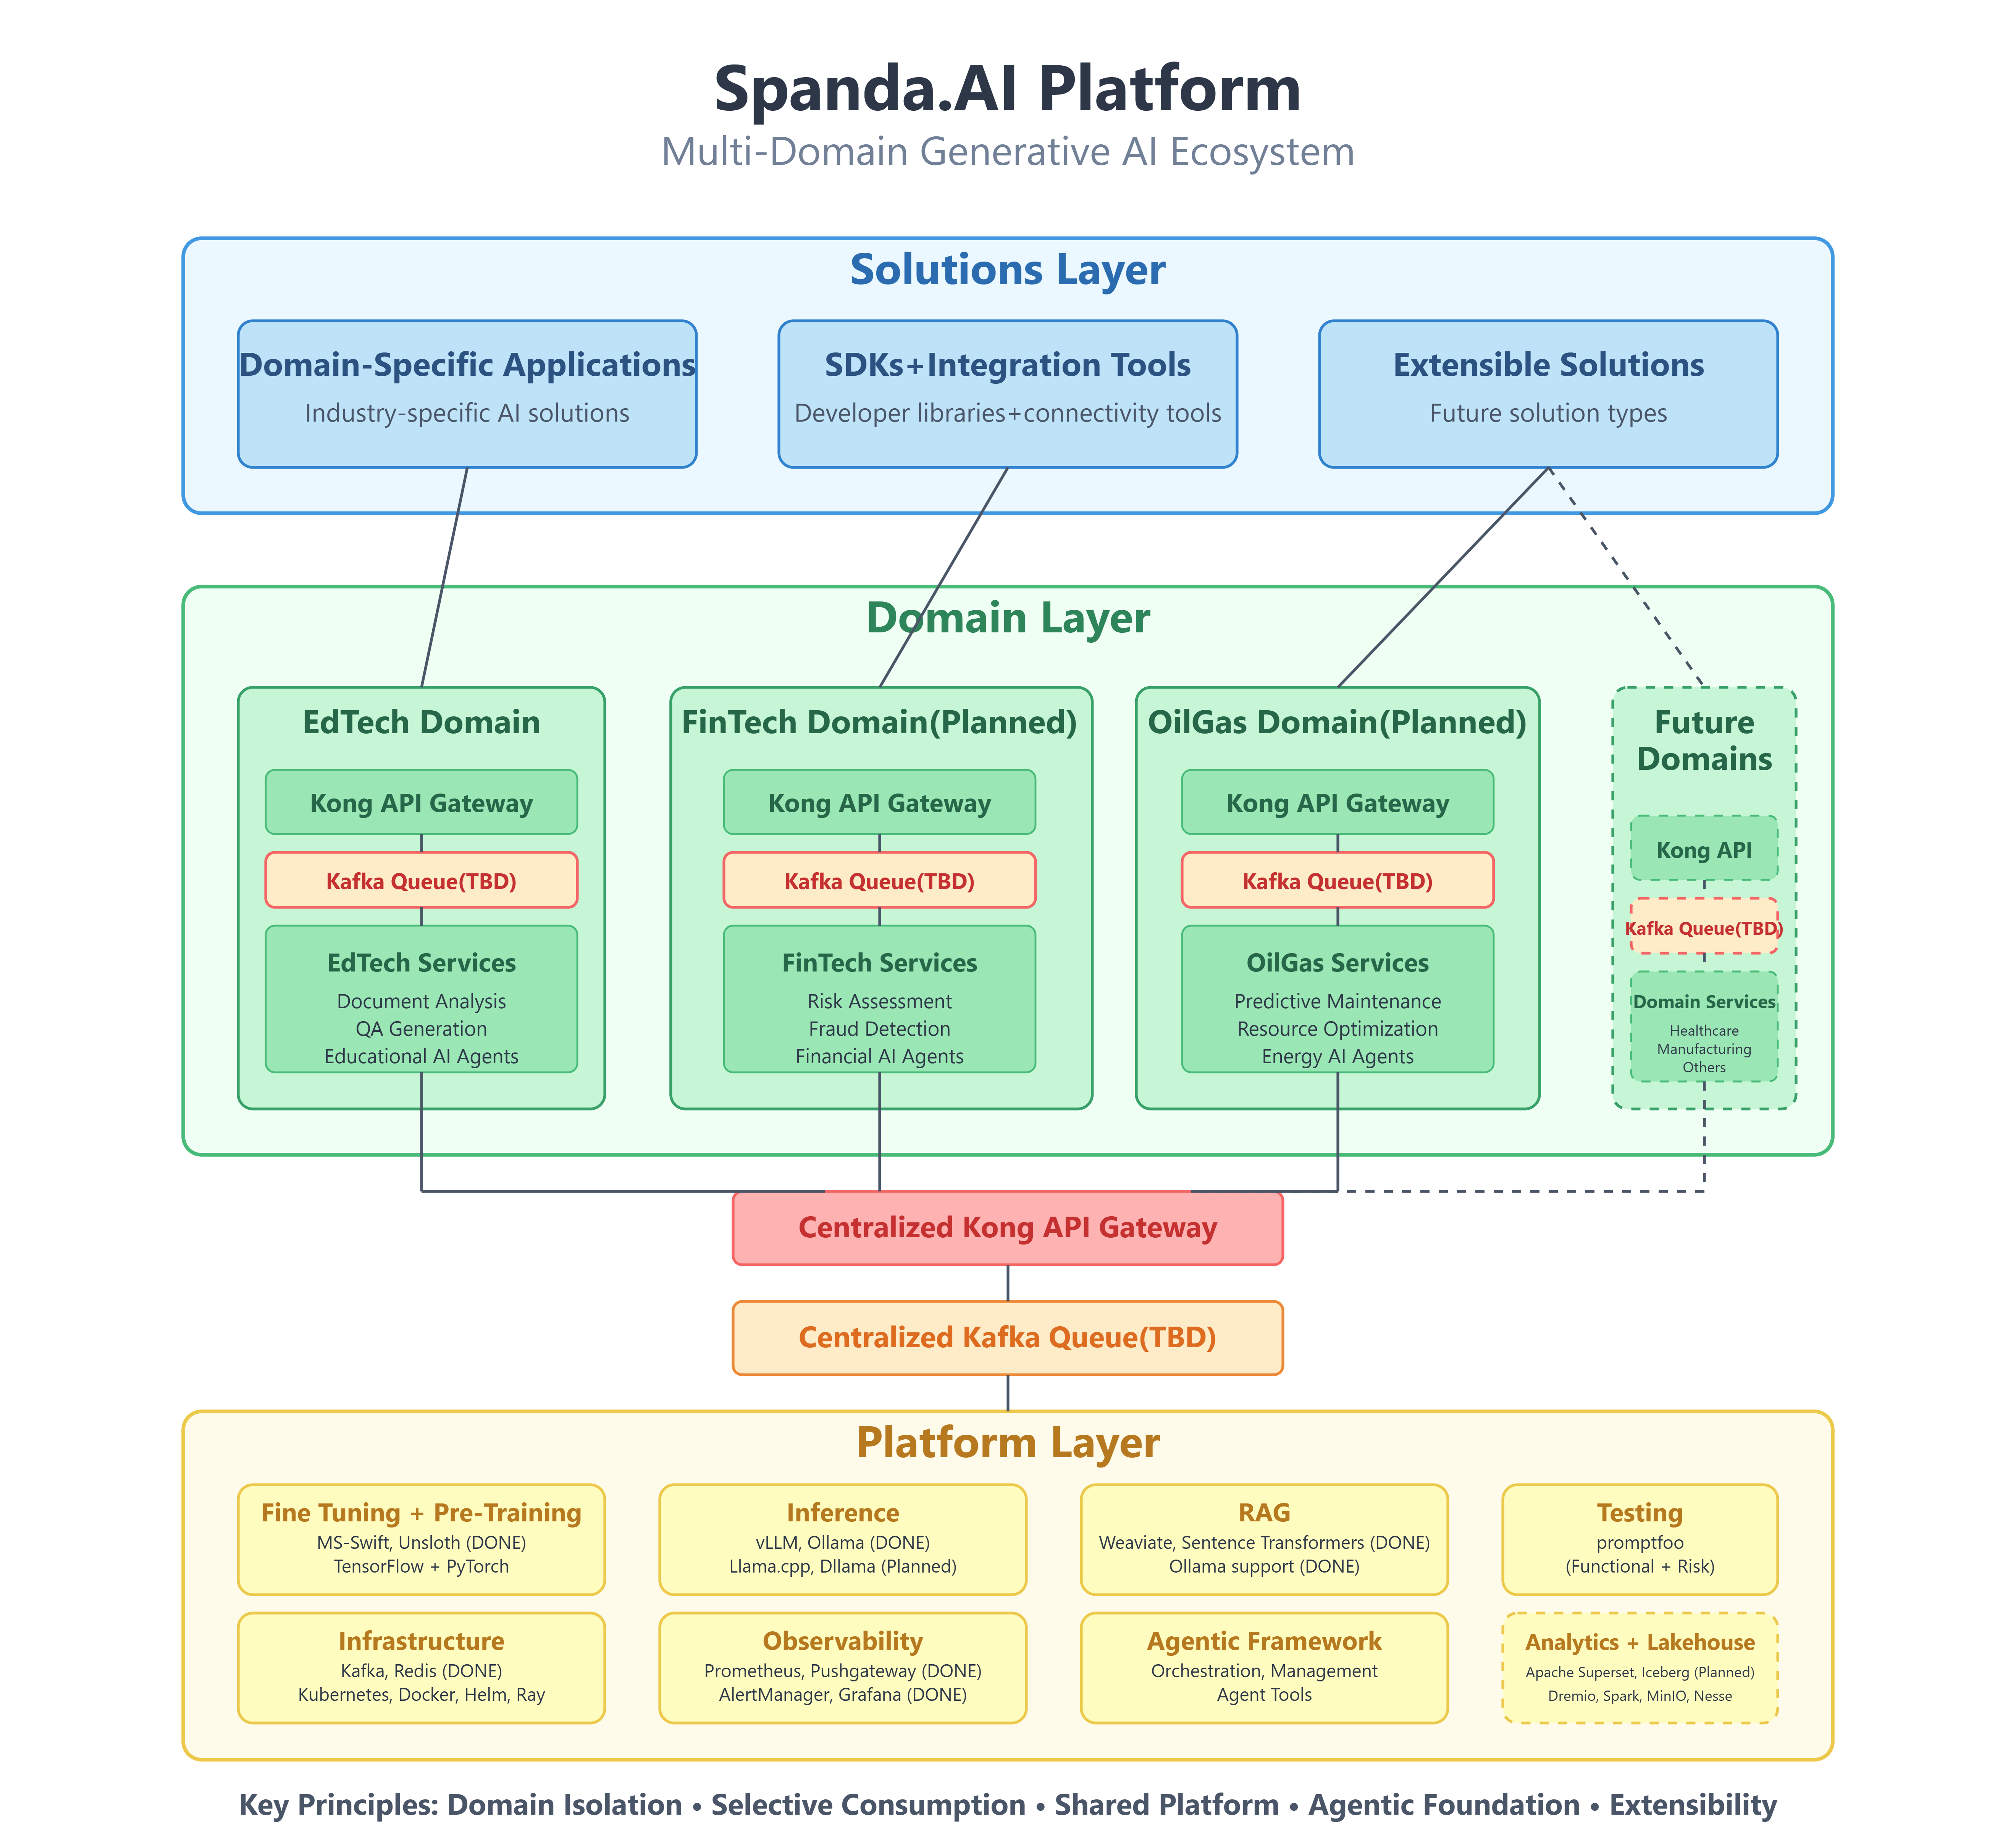 Spanda.AI Platform
Multi-Domain Generative AI Ecosystem
Solutions Layer
Domain-Specific Applications
Industry-specific AI solutions
SDKs+Integration Tools
Developer libraries+connectivity tools
Extensible Solutions
Future solution types
Domain Layer
EdTech Domain
Kong API Gateway
Kafka Queue(TBD)
EdTech Services
Document Analysis
QA Generation
Educational AI Agents
FinTech Domain(Planned)
Kong API Gateway
Kafka Queue(TBD)
FinTech Services
Risk Assessment
Fraud Detection
Financial AI Agents
OilGas Domain(Planned)
Kong API Gateway
Kafka Queue(TBD)
OilGas Services
Predictive Maintenance
Resource Optimization
Energy AI Agents
Future
Domains
Kong API
Kafka Queue(TBD)
Domain Services
Healthcare
Manufacturing
Others
Centralized Kong API Gateway
Centralized Kafka Queue(TBD)
Platform Layer
Fine Tuning + Pre-Training
MS-Swift, Unsloth (DONE)
TensorFlow + PyTorch
Inference
vLLM, Ollama (DONE)
Llama.cpp, Dllama (Planned)
RAG
Weaviate, Sentence Transformers (DONE)
Ollama support (DONE)
Testing
promptfoo
(Functional + Risk)
Infrastructure
Kafka, Redis (DONE)
Kubernetes, Docker, Helm, Ray
Observability
Prometheus, Pushgateway (DONE)
AlertManager, Grafana (DONE)
Agentic Framework
Orchestration, Management
Agent Tools
Analytics + Lakehouse
Apache Superset, Iceberg (Planned)
Dremio, Spark, MinIO, Nesse
Key Principles: Domain Isolation • Selective Consumption • Shared Platform • Agentic Foundation • Extensibility